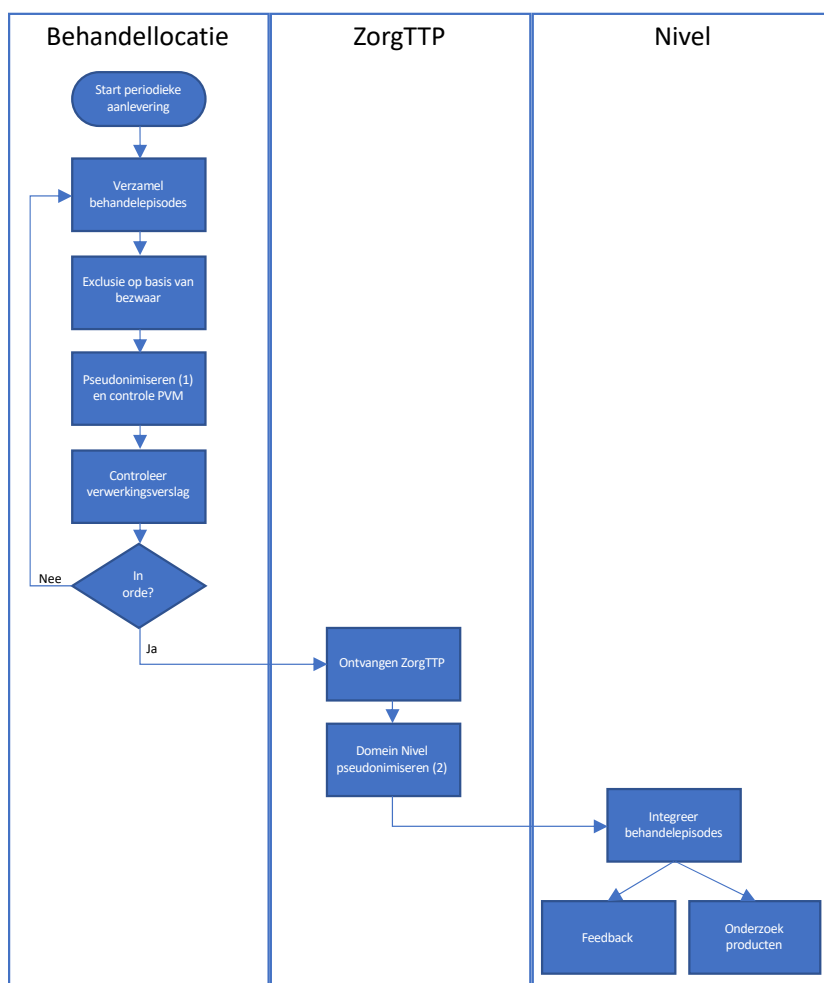 Behandellocatie
ZorgTTP
Nivel
Start periodieke
aanlevering
Verzamel
behandelepisodes
Exclusie op basis van
bezwaar
Pseudonimiseren (1)
en controle PVM
Controleer
verwerkingsverslag
In
orde?
Nee
Ja
Ontvangen ZorgTTP
Domein Nivel
pseudonimiseren (2)
Integreer
behandelepisodes
Feedback
Onderzoek
producten